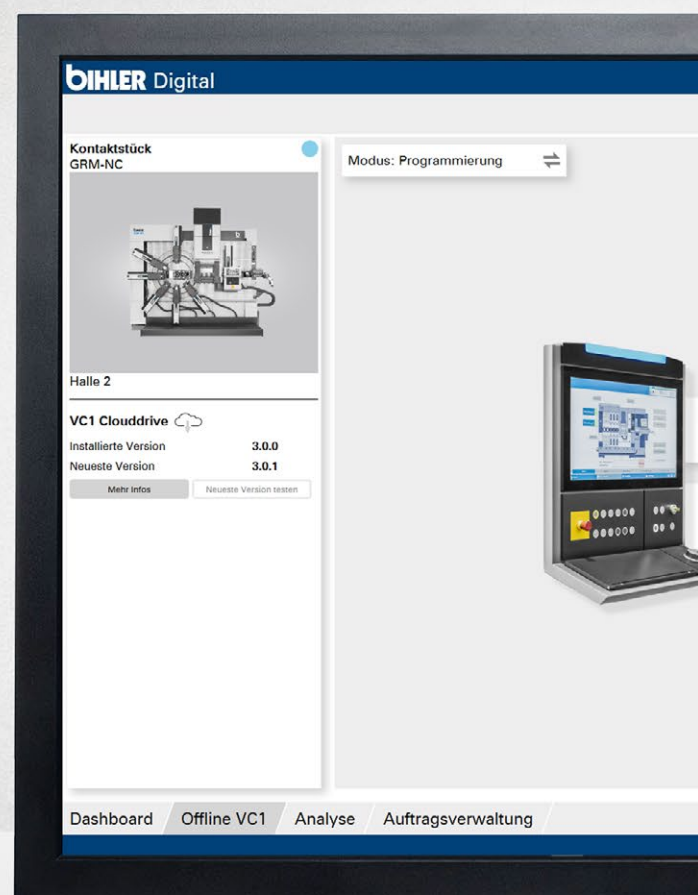 BIHLER Digital
Kontaktstück
GRM-NC
Modus: Programmierung
Halle 2
VC1 Clouddrive
Installierte Version 3.0.0
Neueste Version 3.0.1
Mehr Infos
Neueste Version testen
Dashboard
Offline VC1
Analyse
Auftragsverwaltung